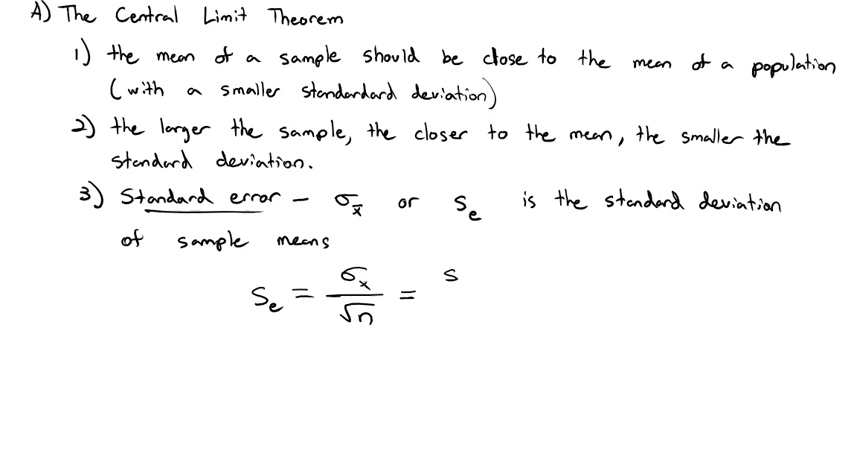 A) The Central Limit Theorem
1) the mean of a sample should be close to the mean of a population
(with a smaller standardard deviation)
2) the larger the sample, the closer to the mean, the smaller the
standard deviation.
3) Standard error – σx̄ or Se is the standard deviation
of sample means
Se = σx / √n = s